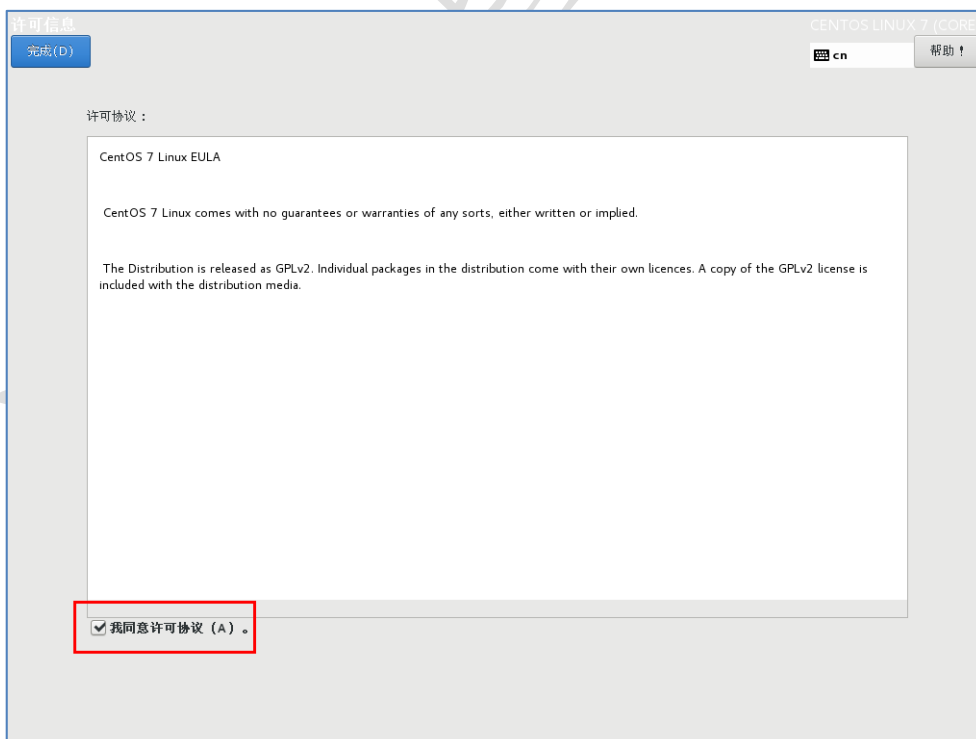 许可信息
CENTOS LINUX 7 (CORE
完成(D)
cn
帮助！
许可协议：
CentOS 7 Linux EULA
CentOS 7 Linux comes with no guarantees or warranties of any sorts, either written or implied.
The Distribution is released as GPLv2. Individual packages in the distribution come with their own licences. A copy of the GPLv2 license is
included with the distribution media.
我同意许可协议（A）。